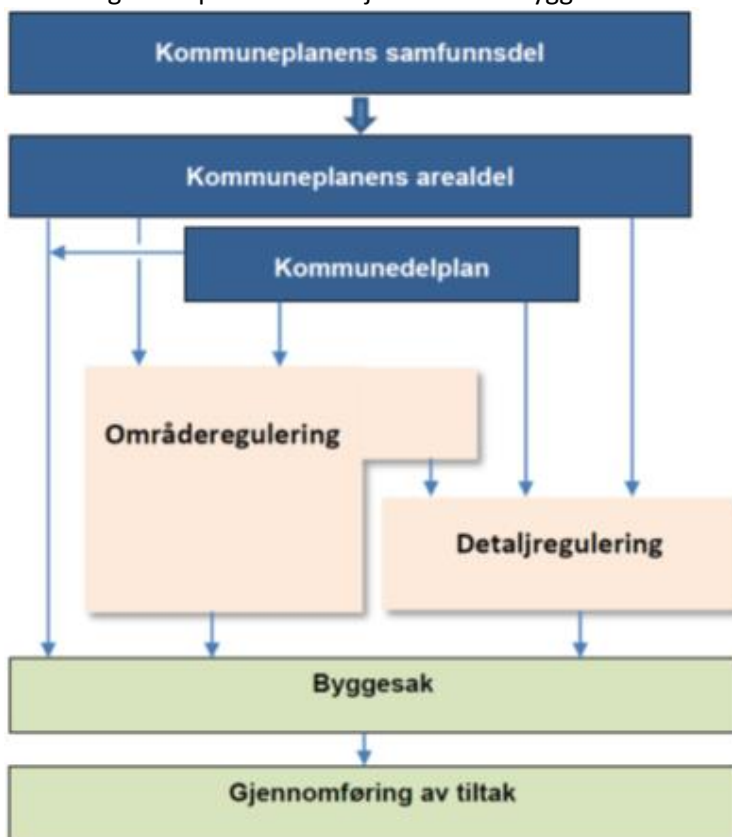 Kommuneplanens samfunnsdel
Kommuneplanens arealdel
Kommunedelplan
Områderegulering
Detaljregulering
Byggesak
Gjennomføring av tiltak